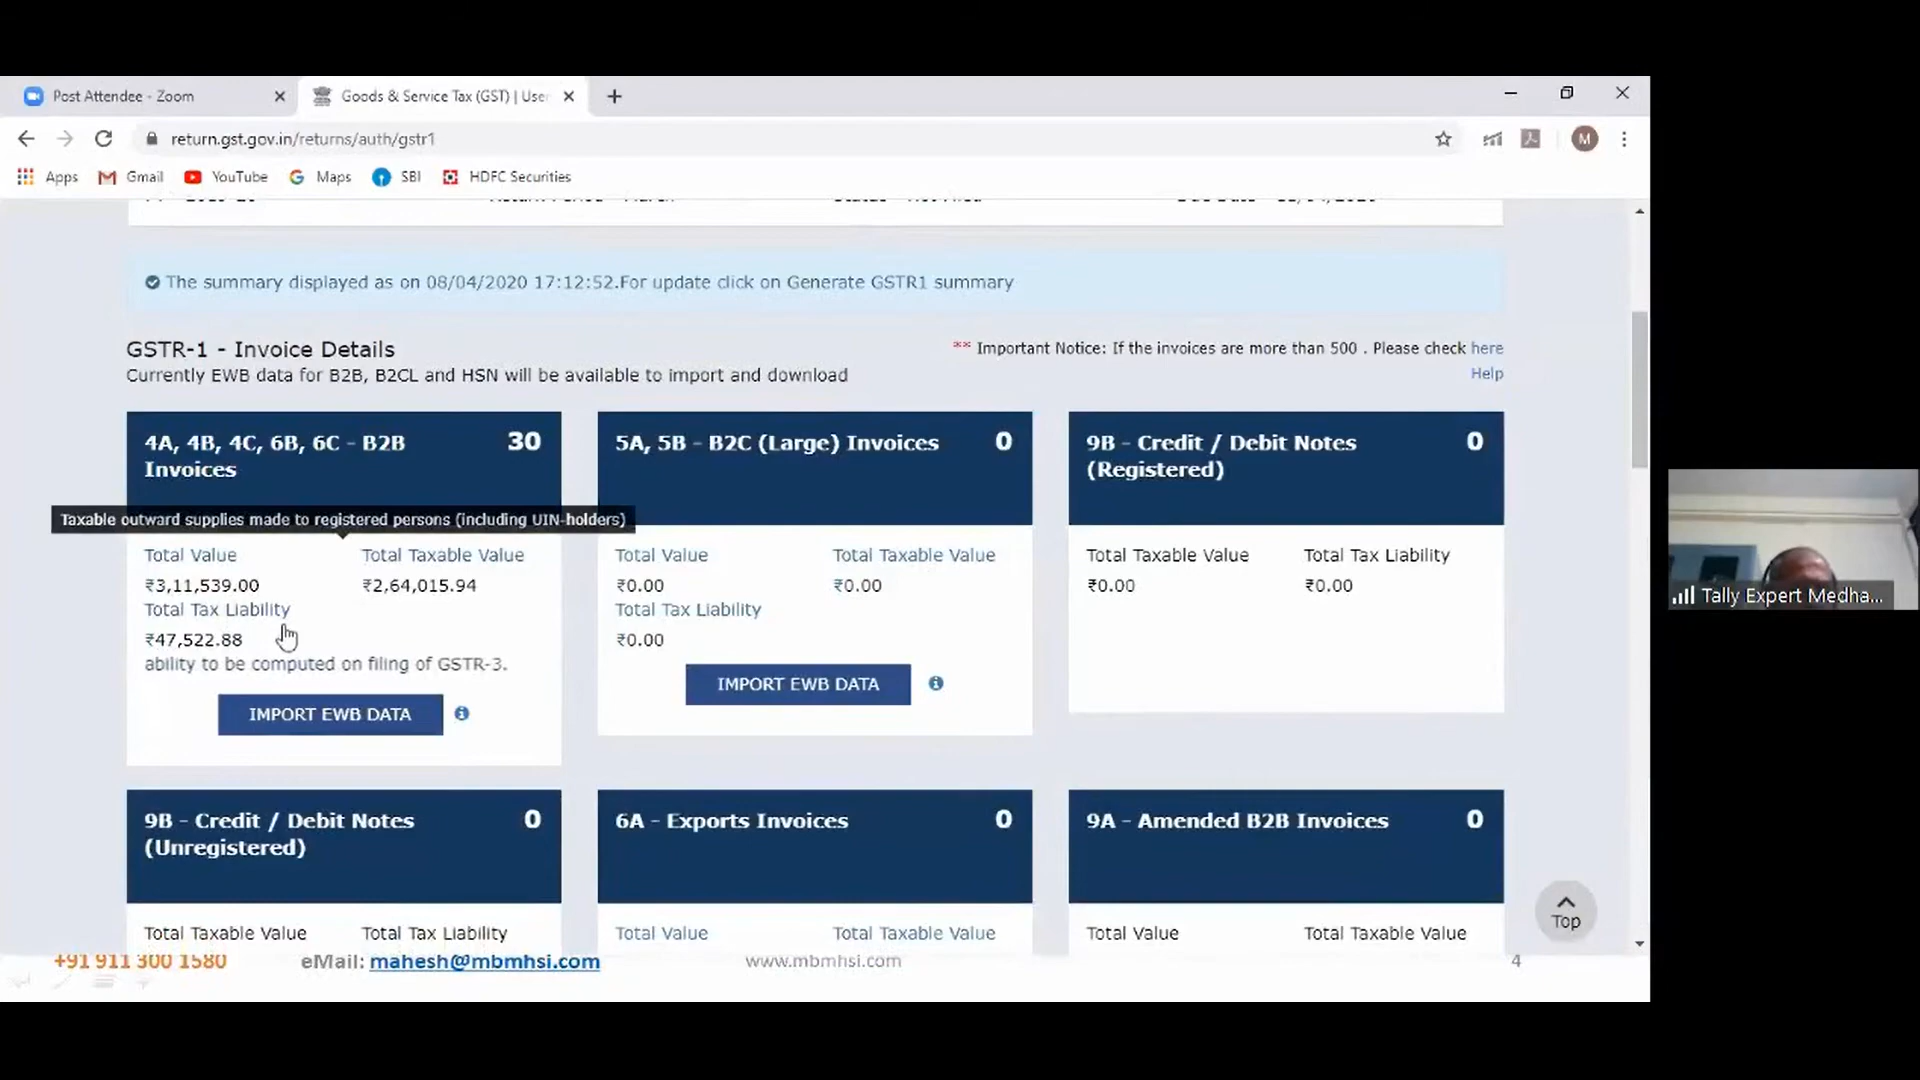 Post Attendee - Zoom
Goods & Service Tax (GST) | User
return.gst.gov.in/returns/auth/gstr1
M
Apps Gmail YouTube Maps SBI HDFC Securities
The summary displayed as on 08/04/2020 17:12:52.For update click on Generate GSTR1 summary
GSTR-1 - Invoice Details
** Important Notice: If the invoices are more than 500 . Please check here
Currently EWB data for B2B, B2CL and HSN will be available to import and download
Help
4A, 4B, 4C, 6B, 6C - B2B Invoices 30
Taxable outward supplies made to registered persons (including UIN-holders)
Total Value Total Taxable Value
₹3,11,539.00 ₹2,64,015.94
Total Tax Liability
₹47,522.88
ability to be computed on filing of GSTR-3.
IMPORT EWB DATA
5A, 5B - B2C (Large) Invoices 0
Total Value Total Taxable Value
₹0.00 ₹0.00
Total Tax Liability
₹0.00
IMPORT EWB DATA
9B - Credit / Debit Notes (Registered) 0
Total Taxable Value Total Tax Liability
₹0.00 ₹0.00
9B - Credit / Debit Notes (Unregistered) 0
Total Taxable Value Total Tax Liability
6A - Exports Invoices 0
Total Value Total Taxable Value
9A - Amended B2B Invoices 0
Total Value Total Taxable Value
Top
+91 911 300 1580 eMail: mahesh@mbmhsi.com www.mbmhsi.com 4
Tally Expert Medha...